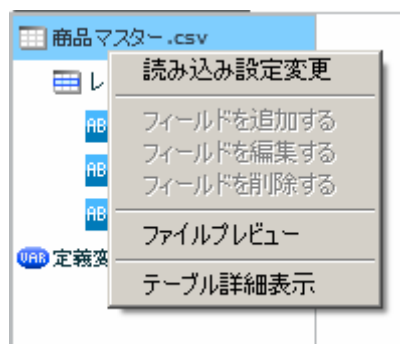 商品マスター.csv
レ
読み込み設定変更
AB
フィールドを追加する
フィールドを編集する
AB
フィールドを削除する
AB
ファイルプレビュー
VAR 定義変
テーブル詳細表示